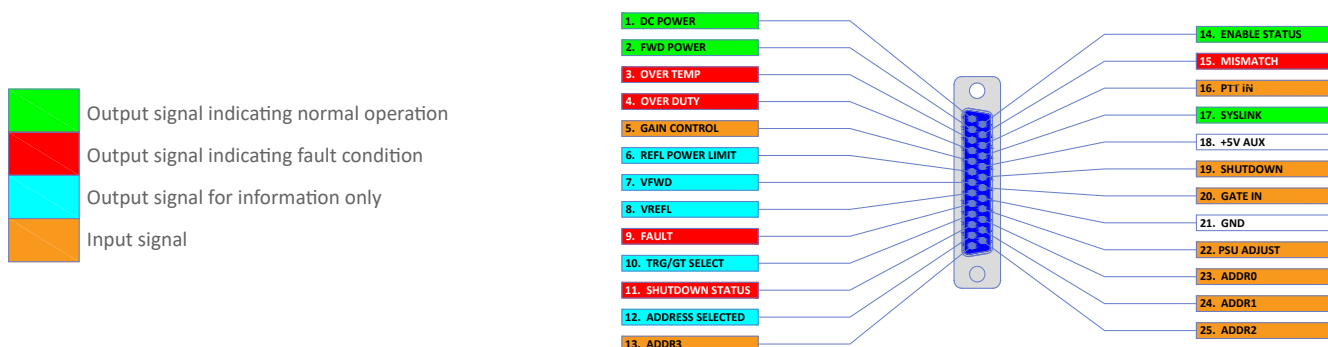 Output signal indicating normal operation
Output signal indicating fault condition
Output signal for information only
Input signal
1. DC POWER
2. FWD POWER
3. OVER TEMP
4. OVER DUTY
5. GAIN CONTROL
6. REFL POWER LIMIT
7. VFWD
8. VREFL
9. FAULT
10. TRG/GT SELECT
11. SHUTDOWN STATUS
12. ADDRESS SELECTED
13. ADDR3
14. ENABLE STATUS
15. MISMATCH
16. PTT IN
17. SYSLINK
18. +5V AUX
19. SHUTDOWN
20. GATE IN
21. GND
22. PSU ADJUST
23. ADDR0
24. ADDR1
25. ADDR2